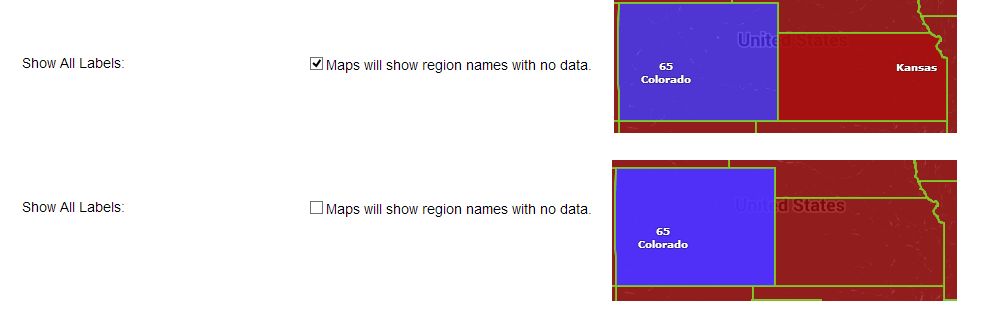 United States
Show All Labels:
Maps will show region names with no data.
65
Colorado
Kansas
United States
Show All Labels:
Maps will show region names with no data.
65
Colorado